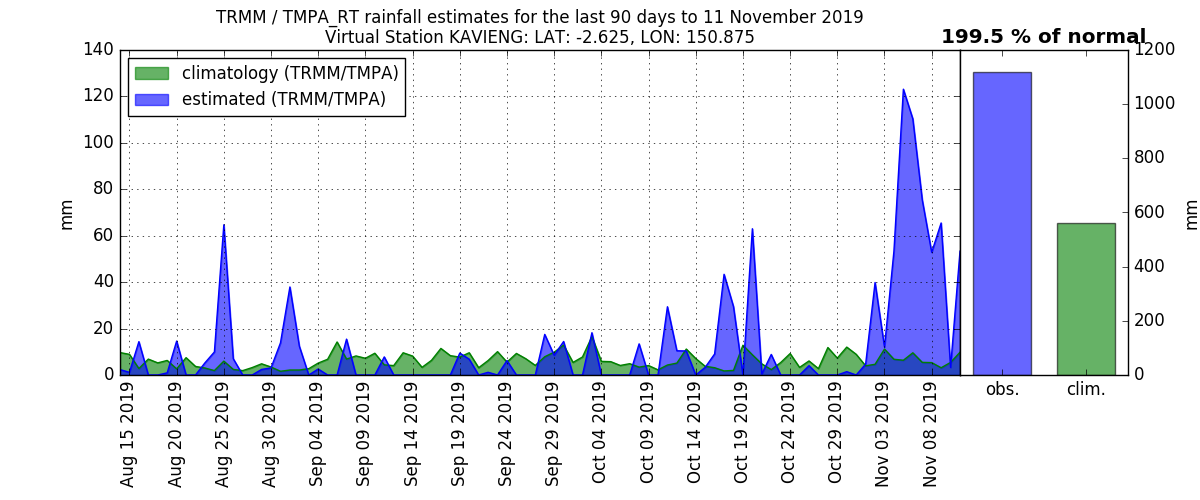 TRMM / TMPA_RT rainfall estimates for the last 90 days to 11 November 2019
Virtual Station KAVIENG: LAT: -2.625, LON: 150.875
199.5 % of normal
climatology (TRMM/TMPA)
estimated (TRMM/TMPA)
140
120
100
80
60
40
20
0
mm
Aug 15 2019
Aug 20 2019
Aug 25 2019
Aug 30 2019
Sep 04 2019
Sep 09 2019
Sep 14 2019
Sep 19 2019
Sep 24 2019
Sep 29 2019
Oct 04 2019
Oct 09 2019
Oct 14 2019
Oct 19 2019
Oct 24 2019
Oct 29 2019
Nov 03 2019
Nov 08 2019
obs.
clim.
1200
1000
800
600
400
200
0
mm